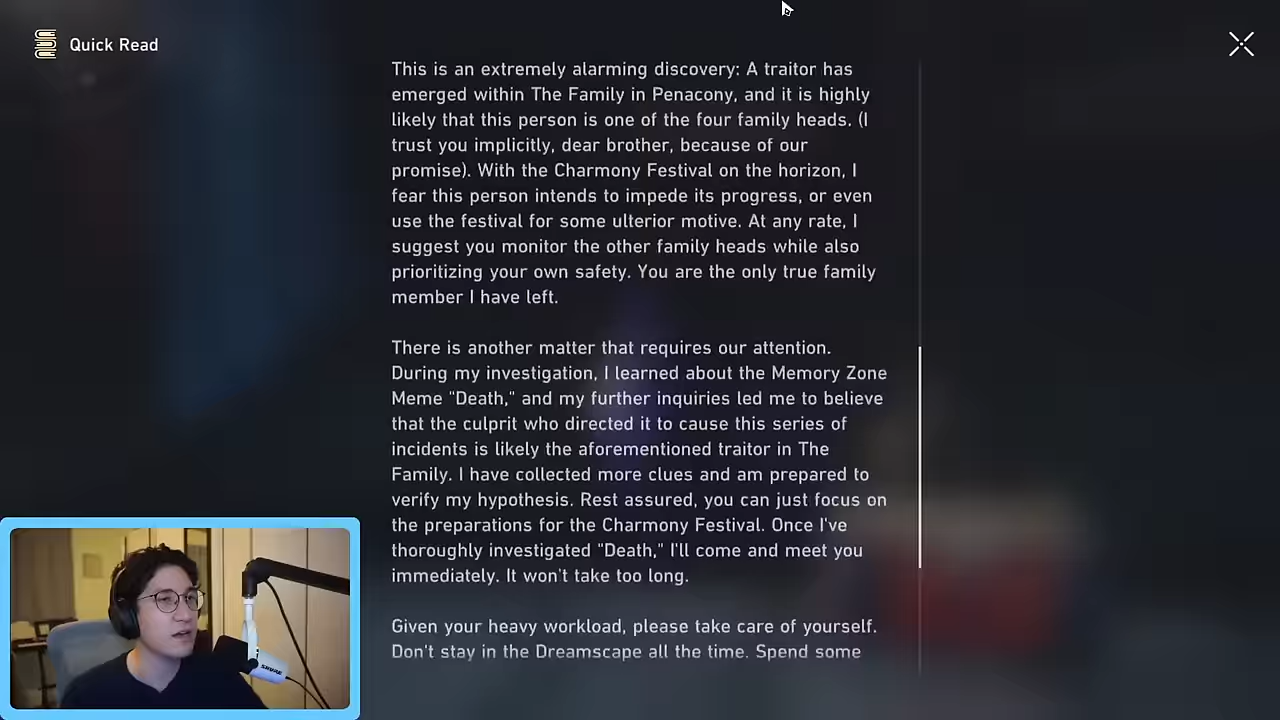 Quick Read
This is an extremely alarming discovery: A traitor has
emerged within The Family in Penacony, and it is highly
likely that this person is one of the four family heads. (I
trust you implicitly, dear brother, because of our
promise). With the Charmony Festival on the horizon, I
fear this person intends to impede its progress, or even
use the festival for some ulterior motive. At any rate, I
suggest you monitor the other family heads while also
prioritizing your own safety. You are the only true family
member I have left.
There is another matter that requires our attention.
During my investigation, I learned about the Memory Zone
Meme "Death," and my further inquiries led me to believe
that the culprit who directed it to cause this series of
incidents is likely the aforementioned traitor in The
Family. I have collected more clues and am prepared to
verify my hypothesis. Rest assured, you can just focus on
the preparations for the Charmony Festival. Once I've
thoroughly investigated "Death," I'll come and meet you
immediately. It won't take too long.
Given your heavy workload, please take care of yourself.
Don't stay in the Dreamscape all the time. Spend some
SHURE